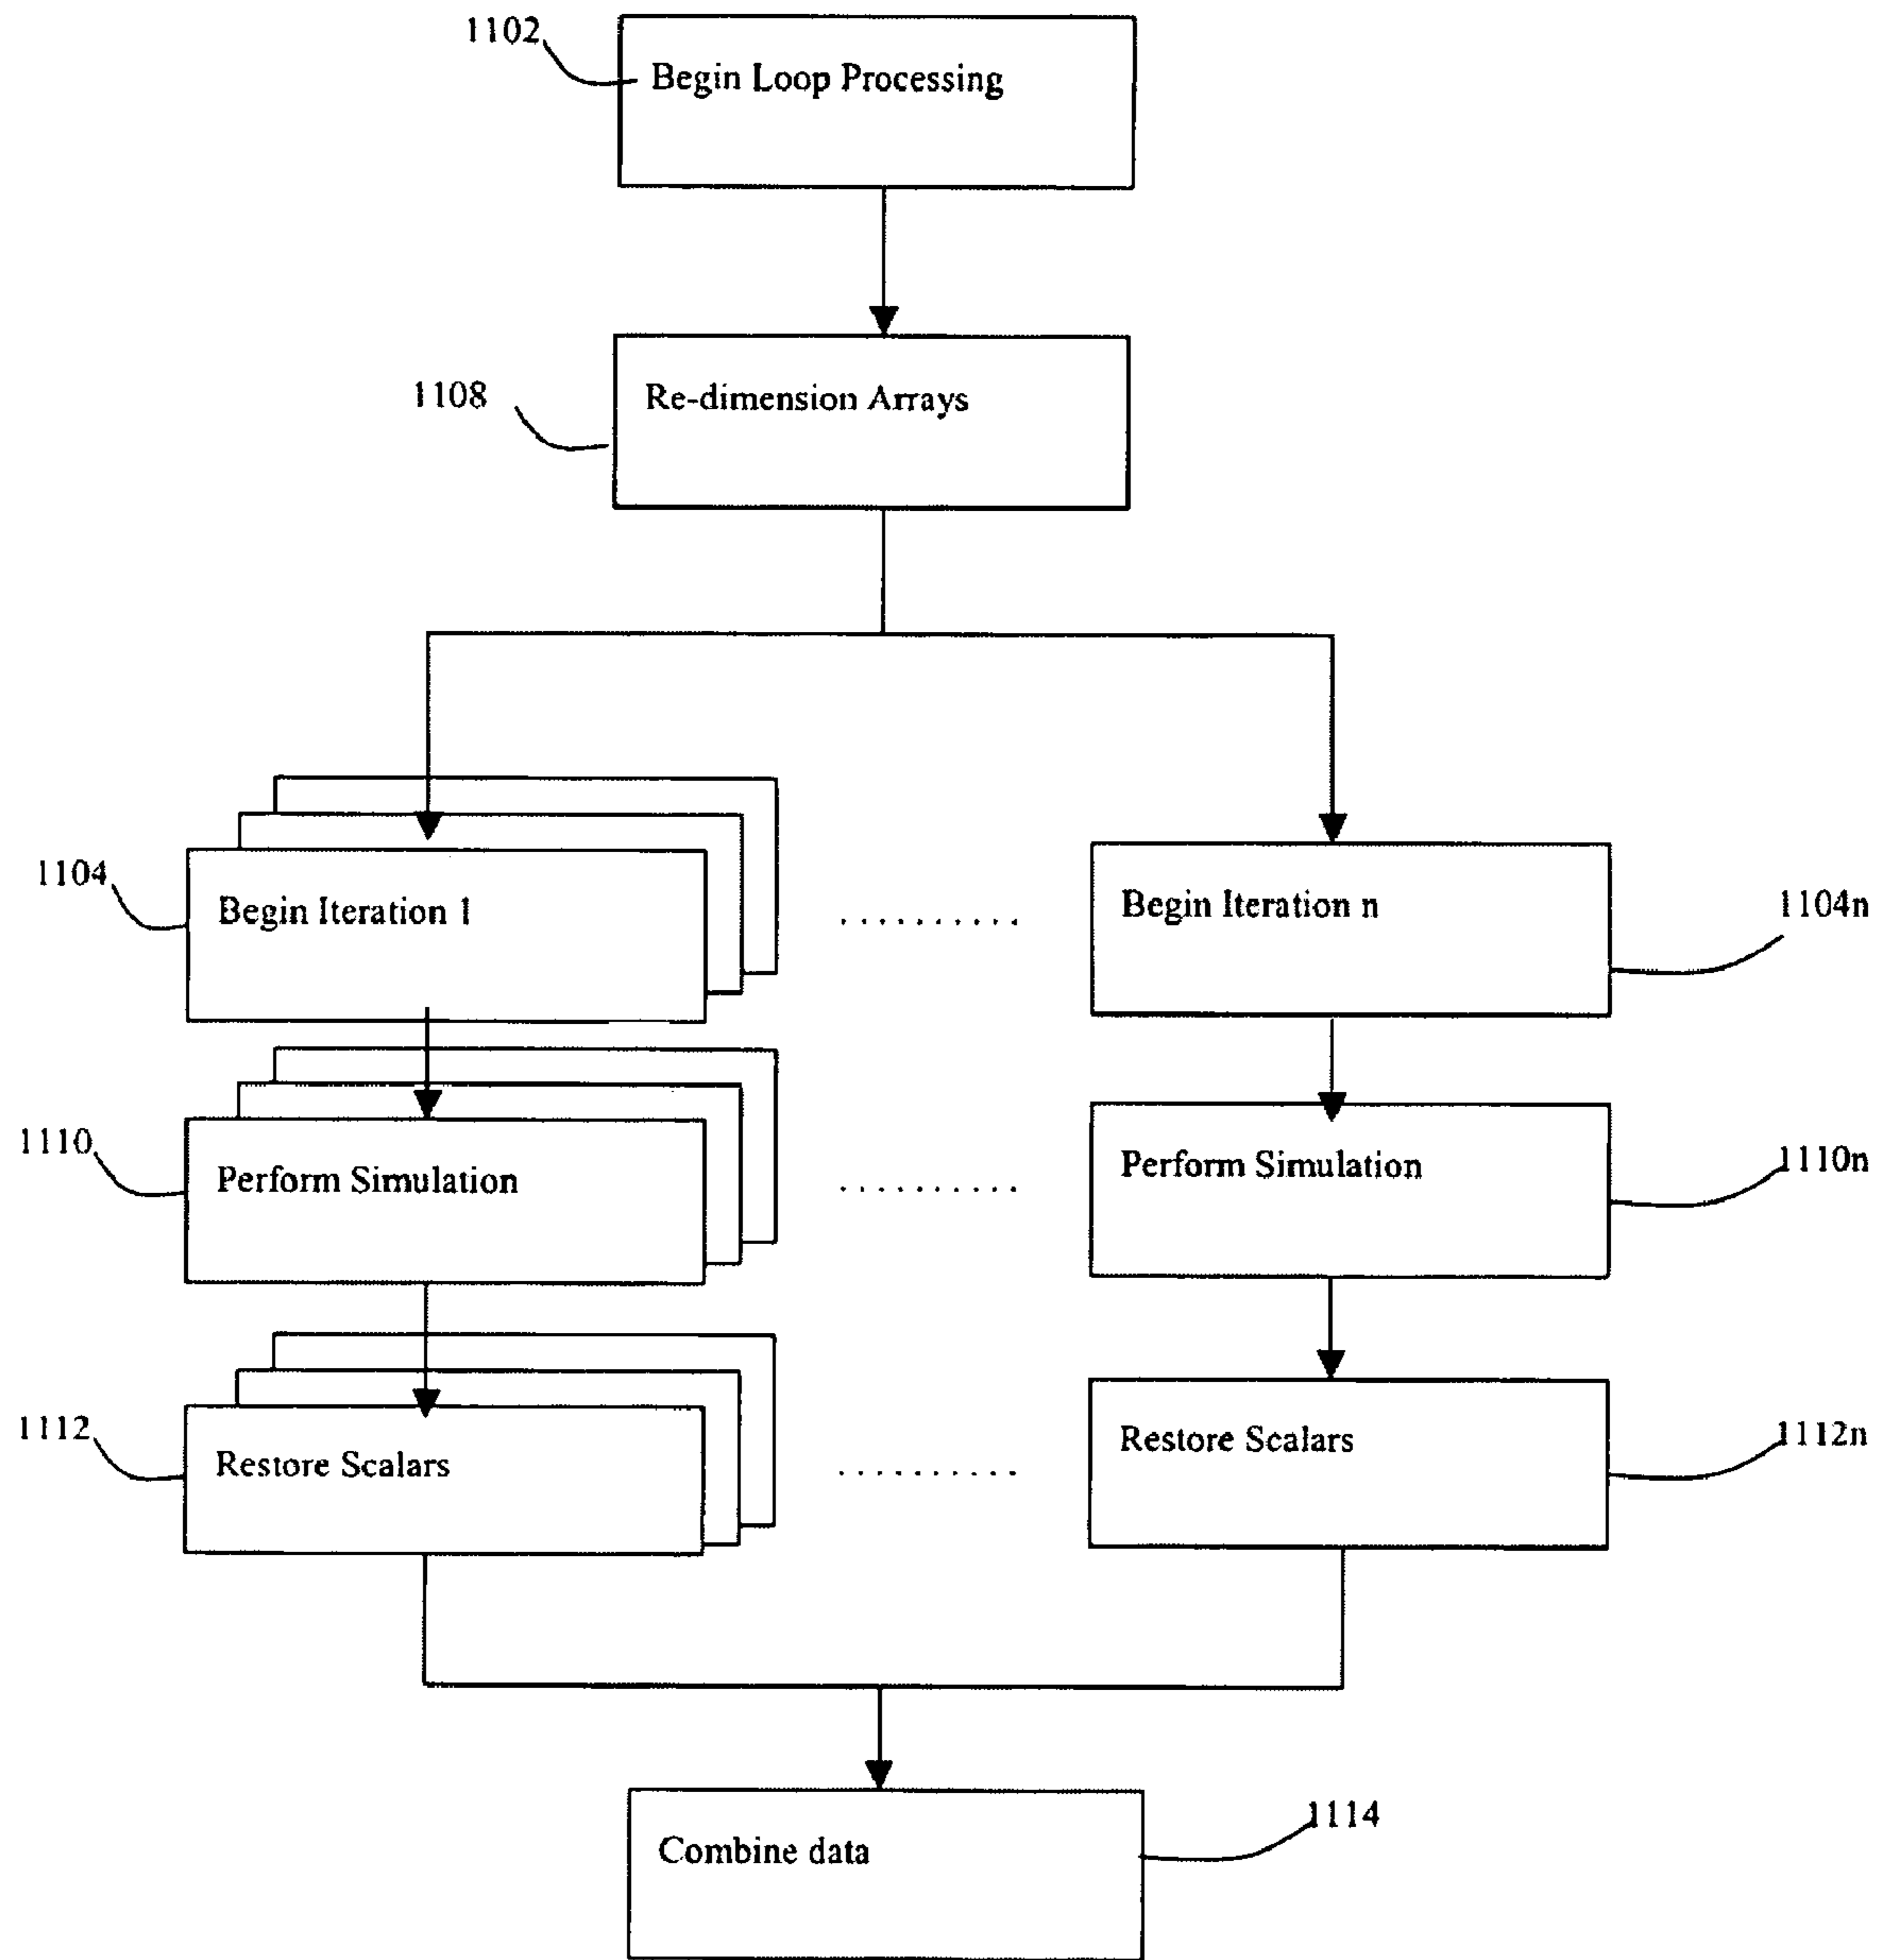 1102
Begin Loop Processing
1108
Re-dimension Arrays
1104
Begin Iteration 1
..........
Begin Iteration n
1104n
1110
Perform Simulation
..........
Perform Simulation
1110n
1112
Restore Scalars
..........
Restore Scalars
1112n
Combine data
1114